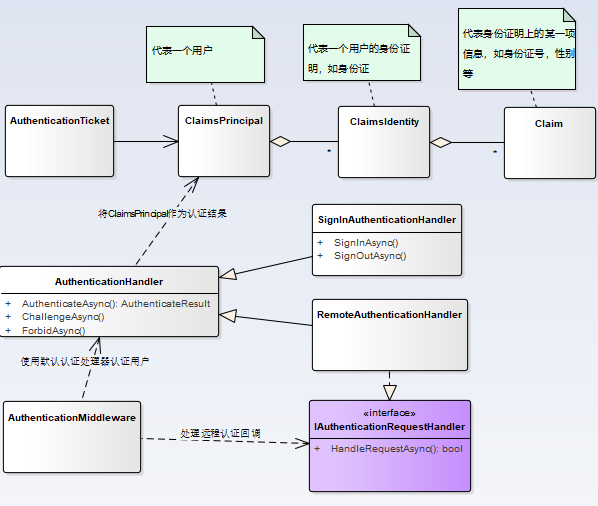 代表一个用户
代表一个用户的身份证
明，如身份证
代表身份证明上的某一项
信息，如身份证号，性别
等
AuthenticationTicket
ClaimsPrincipal
ClaimsIdentity
Claim
*
*
将ClaimsPrincipal作为认证结果
SignInAuthenticationHandler
+ SignInAsync()
+ SignOutAsync()
AuthenticationHandler
+ AuthenticateAsync(): AuthenticateResult
+ ChallengeAsync()
+ ForbidAsync()
RemoteAuthenticationHandler
使用默认认证处理器认证用户
AuthenticationMiddleware
处理远程认证回调
«interface»
IAuthenticationRequestHandler
+ HandleRequestAsync(): bool